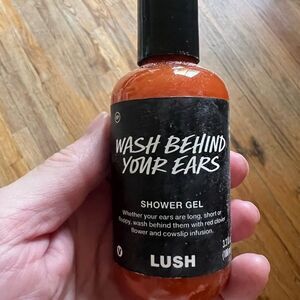 WASH BEHIND
YOUR EARS
SHOWER GEL
Whether your ears are long, short or
floppy, wash behind them with red clover
flower and cowslip infusion.
LUSH